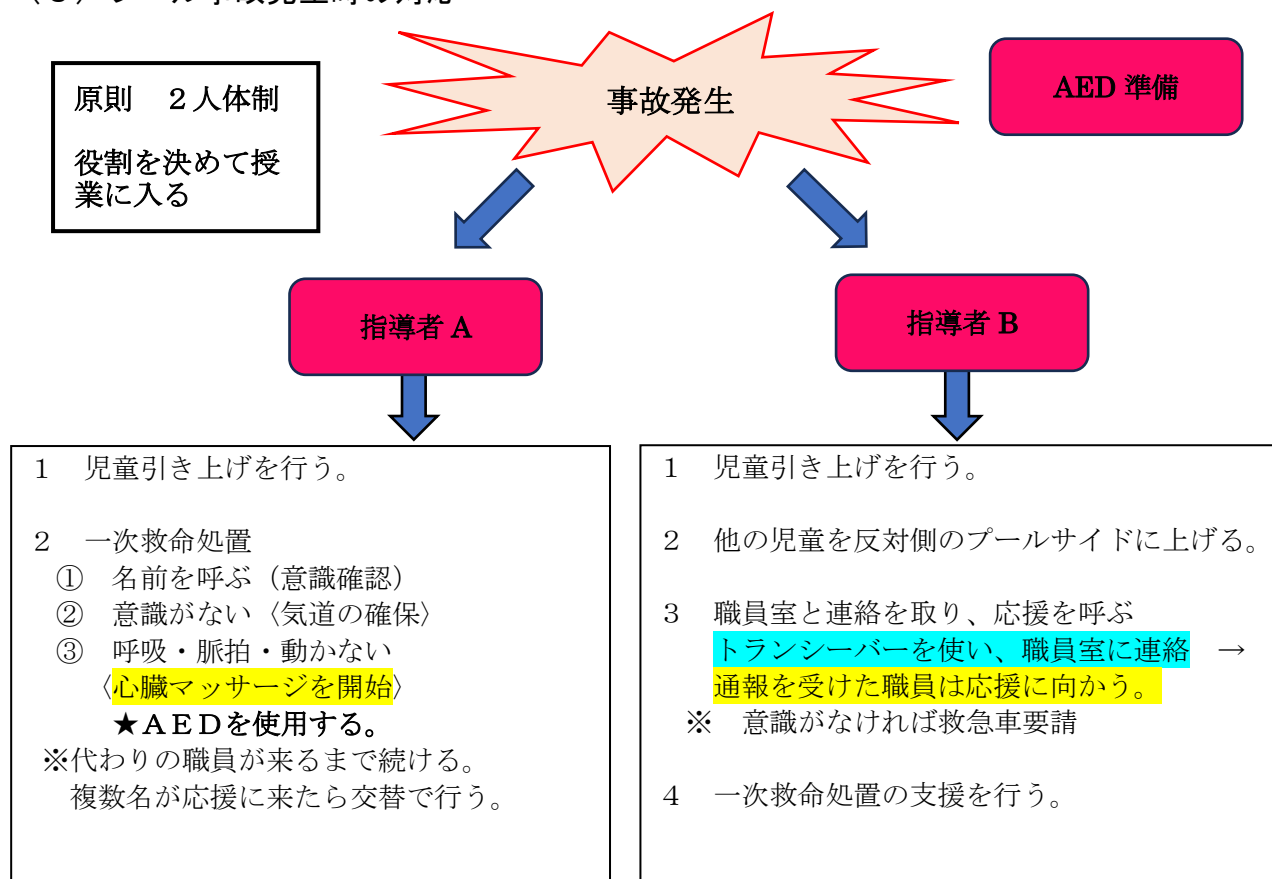 事故発生
AED 準備
原則　２人体制
役割を決めて授
業に入る
指導者 A
指導者 B
１　児童引き上げを行う。
２　一次救命処置
①　名前を呼ぶ（意識確認）
②　意識がない〈気道の確保〉
③　呼吸・脈拍・動かない
〈心臓マッサージを開始〉
★ＡＥＤを使用する。
※代わりの職員が来るまで続ける。
複数名が応援に来たら交替で行う。
１　児童引き上げを行う。
２　他の児童を反対側のプールサイドに上げる。
３　職員室と連絡を取り、応援を呼ぶ
トランシーバーを使い、職員室に連絡　→
通報を受けた職員は応援に向かう。
※　意識がなければ救急車要請
４　一次救命処置の支援を行う。